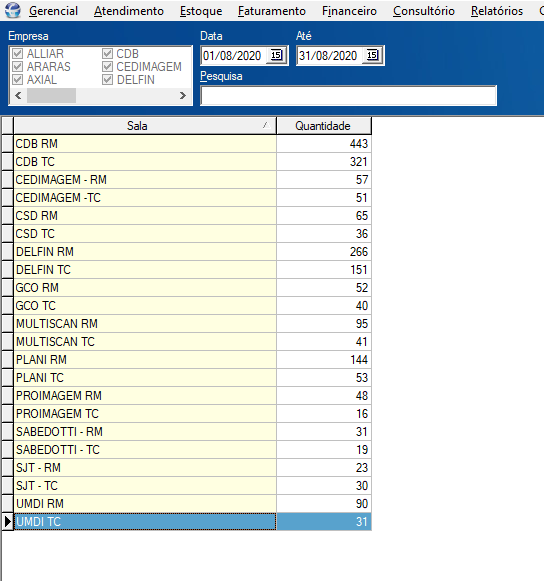 Gerencial Atendimento Estoque Faturamento Financeiro Consultório Relatórios
Empresa Data Até
ALLIAR CDB
ARARAS CEDIMAGEM
AXIAL DELFIN
01/08/2020 15 31/08/2020 15
Pesquisa
Sala Quantidade
CDB RM 443
CDB TC 321
CEDIMAGEM - RM 57
CEDIMAGEM -TC 51
CSD RM 65
CSD TC 36
DELFIN RM 266
DELFIN TC 151
GCO RM 52
GCO TC 40
MULTISCAN RM 95
MULTISCAN TC 41
PLANI RM 144
PLANI TC 53
PROIMAGEM RM 48
PROIMAGEM TC 16
SABEDOTTI - RM 31
SABEDOTTI - TC 19
SJT - RM 23
SJT - TC 30
UMDI RM 90
UMDI TC 31